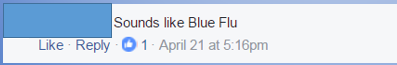 Sounds like Blue Flu
Like · Reply · 1 · April 21 at 5:16pm